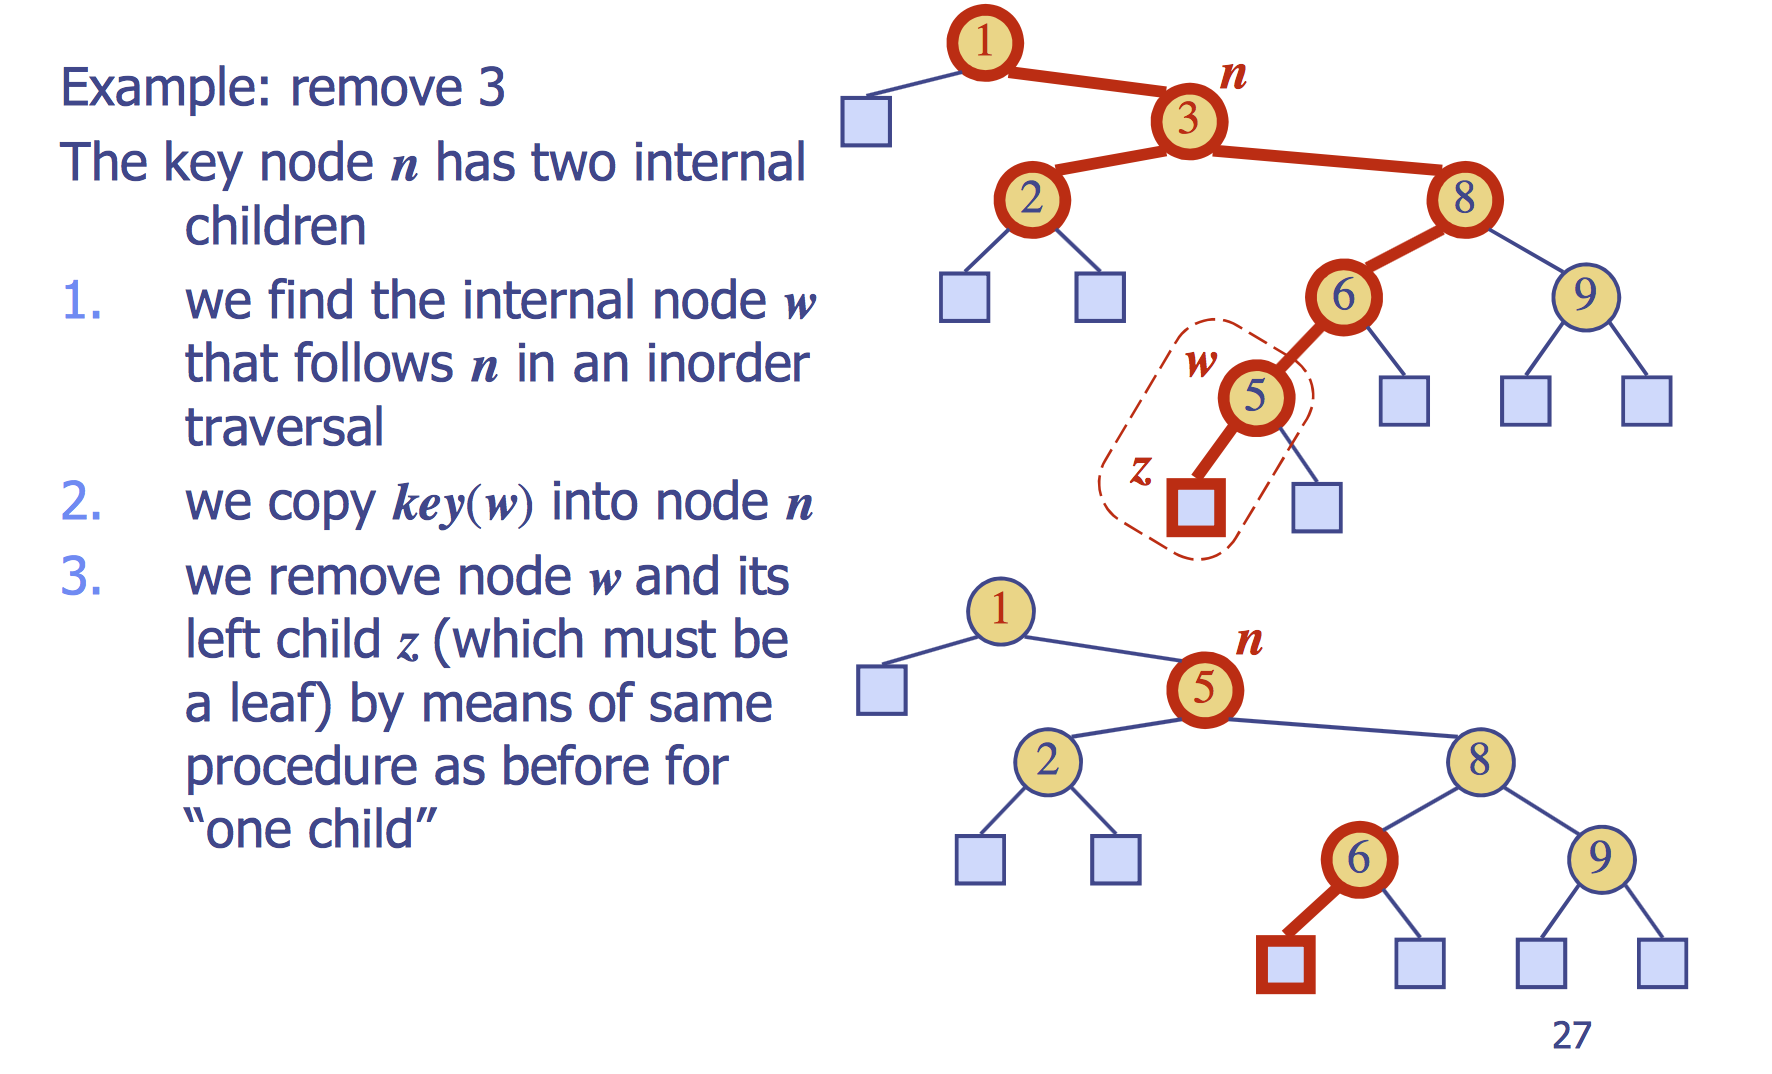 Example: remove 3
The key node n has two internal
children
1. we find the internal node w
that follows n in an inorder
traversal
2. we copy key(w) into node n
3. we remove node w and its
left child z (which must be
a leaf) by means of same
procedure as before for
“one child”
1
n
3
2
8
6
9
w
5
z
1
n
5
2
8
6
9
27